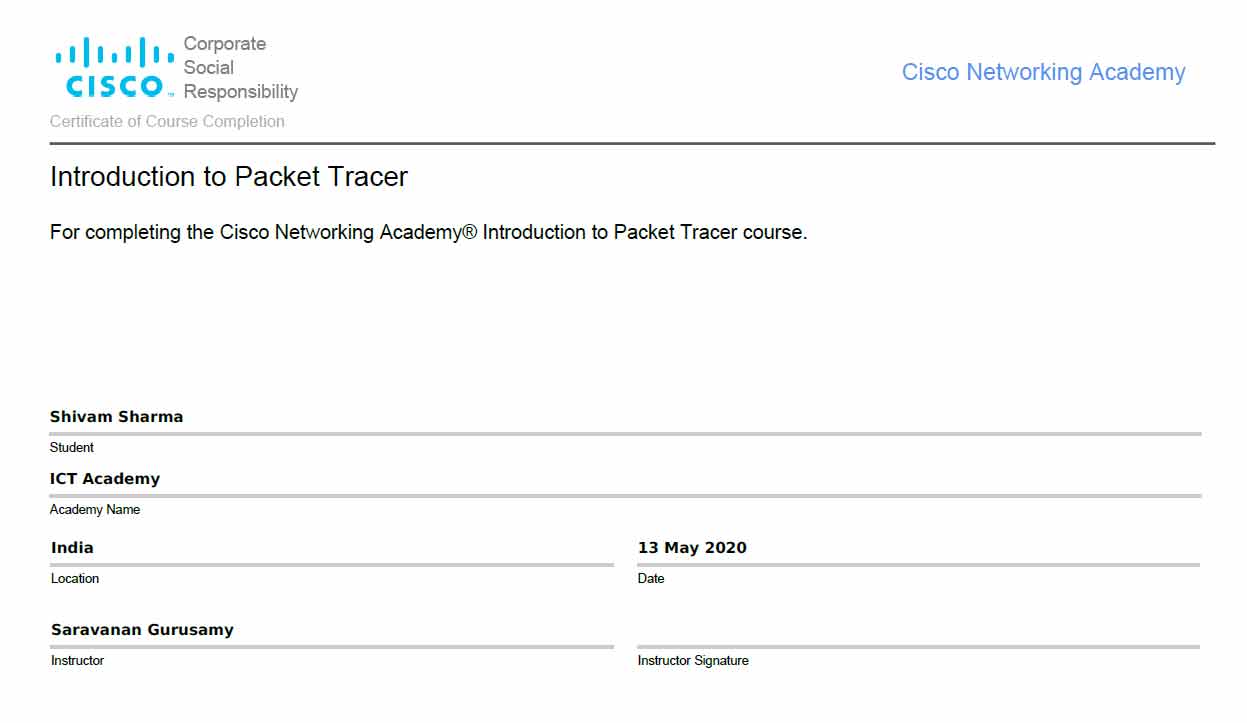 Corporate
Social
Responsibility
CISCO™
Cisco Networking Academy
Certificate of Course Completion
Introduction to Packet Tracer
For completing the Cisco Networking Academy® Introduction to Packet Tracer course.
Shivam Sharma
Student
ICT Academy
Academy Name
India
13 May 2020
Location
Date
Saravanan Gurusamy
Instructor
Instructor Signature